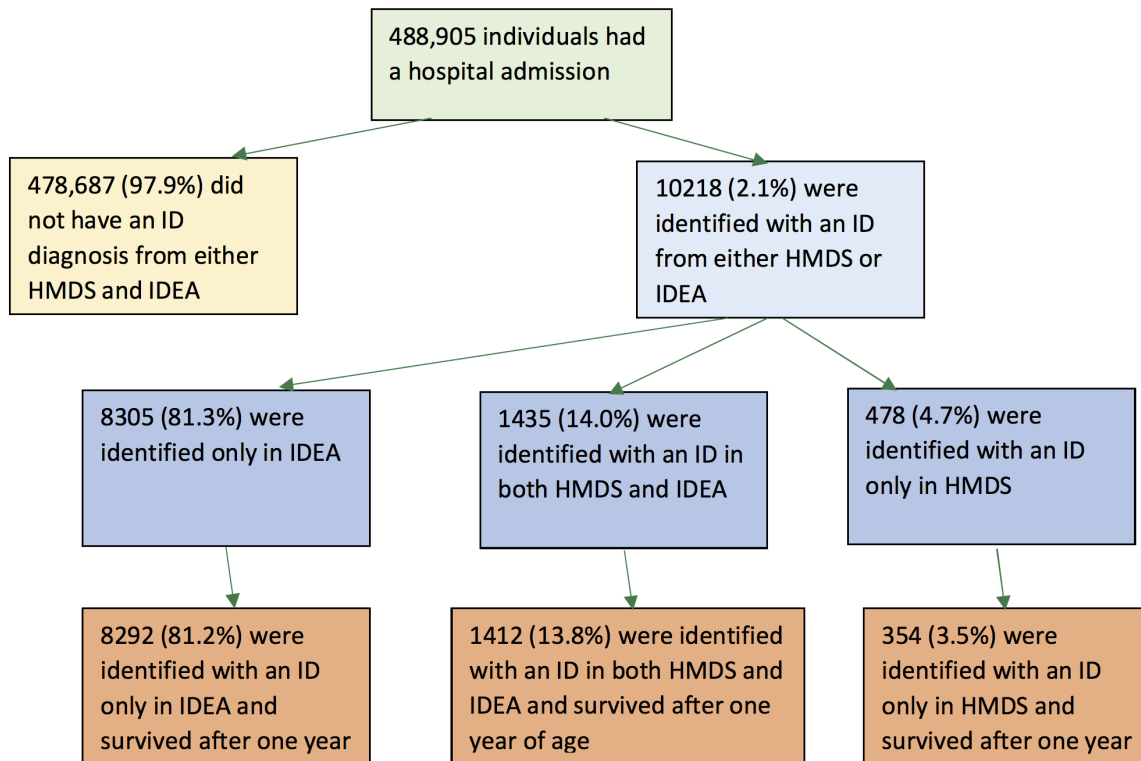 488,905 individuals had
a hospital admission
478,687 (97.9%) did
not have an ID
diagnosis from either
HMDS and IDEA
10218 (2.1%) were
identified with an ID
from either HMDS or
IDEA
8305 (81.3%) were
identified only in IDEA
1435 (14.0%) were
identified with an ID in
both HMDS and IDEA
478 (4.7%) were
identified with an ID
only in HMDS
8292 (81.2%) were
identified with an ID
only in IDEA and
survived after one year
1412 (13.8%) were identified
with an ID in both HMDS and
IDEA and survived after one
year of age
354 (3.5%) were
identified with an ID
only in HMDS and
survived after one year